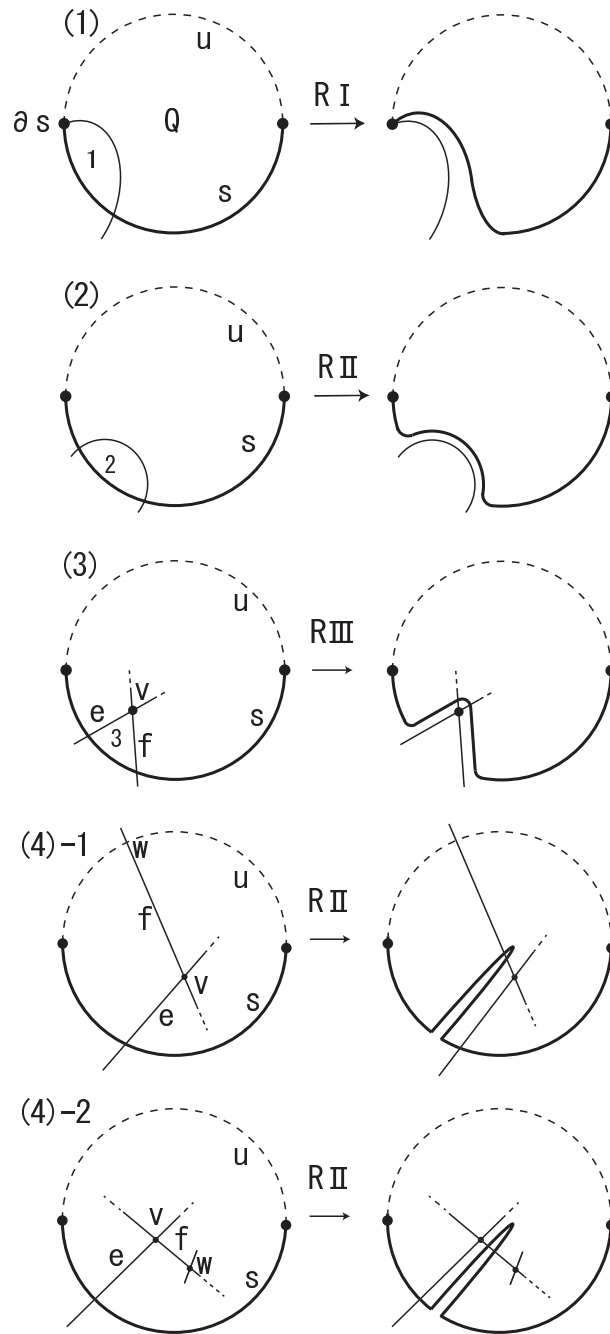 (1)
u
∂s
Q
1
s
RⅠ
(2)
u
2
s
RⅡ
(3)
u
v
e
3
f
s
RⅢ
(4)-1
w
u
f
v
e
s
RⅡ
(4)-2
u
v
f
e
w
s
RⅡ